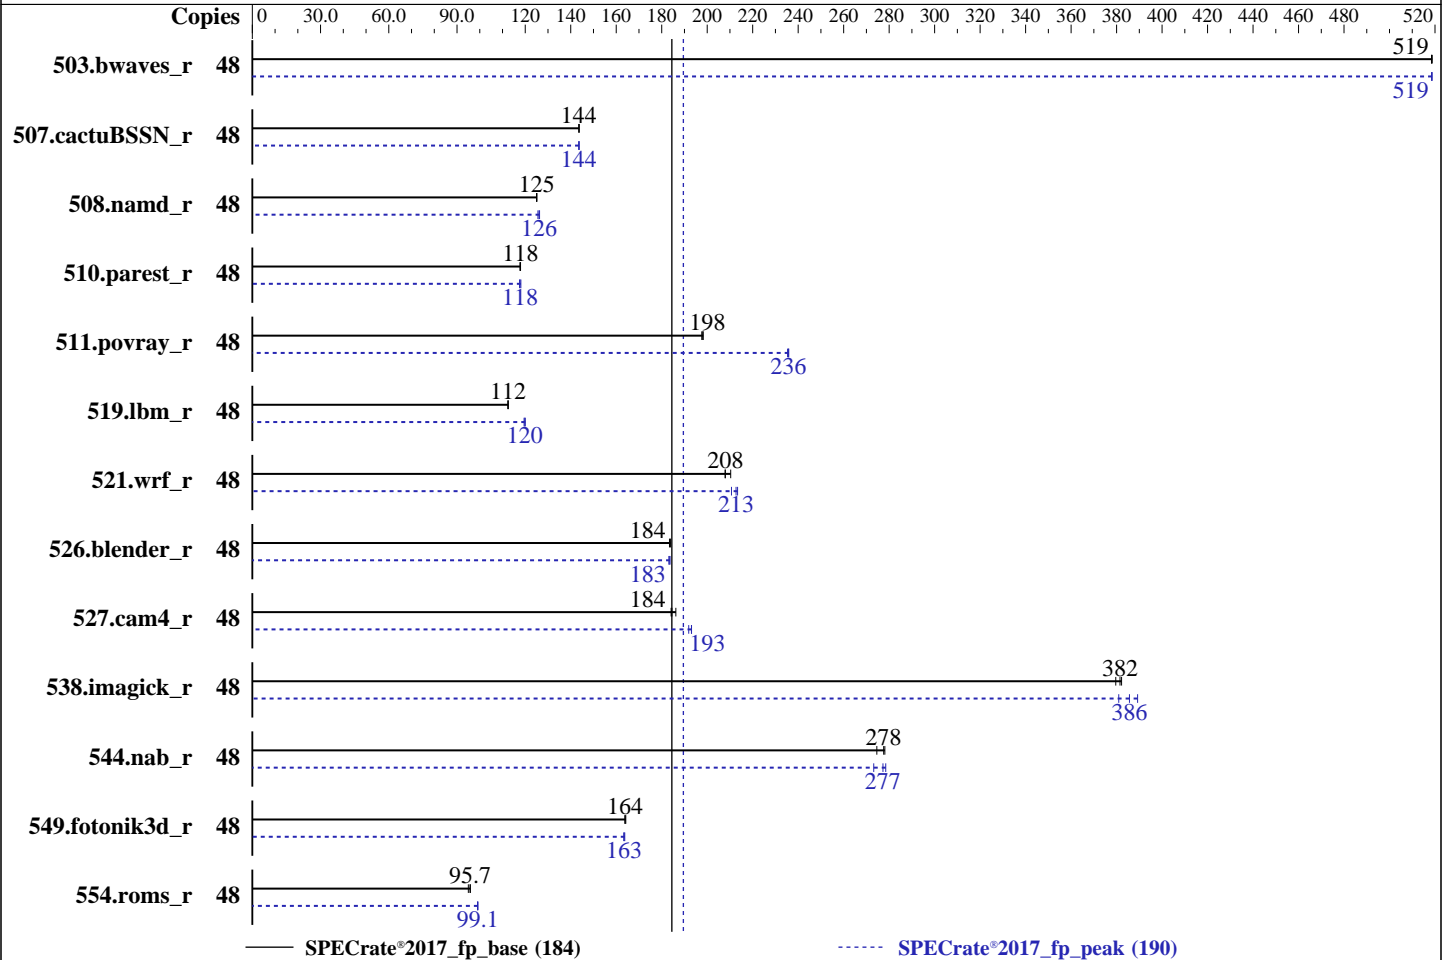 Copies 0 30.0 60.0 90.0 120 140 160 180 200 220 240 260 280 300 320 340 360 380 400 420 440 460 480 520
519
503.bwaves_r 48
519
144
507.cactuBSSN_r 48
144
125
508.namd_r 48
126
118
510.parest_r 48
118
198
511.povray_r 48
236
112
519.lbm_r 48
120
208
521.wrf_r 48
213
184
526.blender_r 48
183
184
527.cam4_r 48
193
382
538.imagick_r 48
386
278
544.nab_r 48
277
164
549.fotonik3d_r 48
163
95.7
554.roms_r 48
99.1
SPECrate®2017_fp_base (184) SPECrate®2017_fp_peak (190)